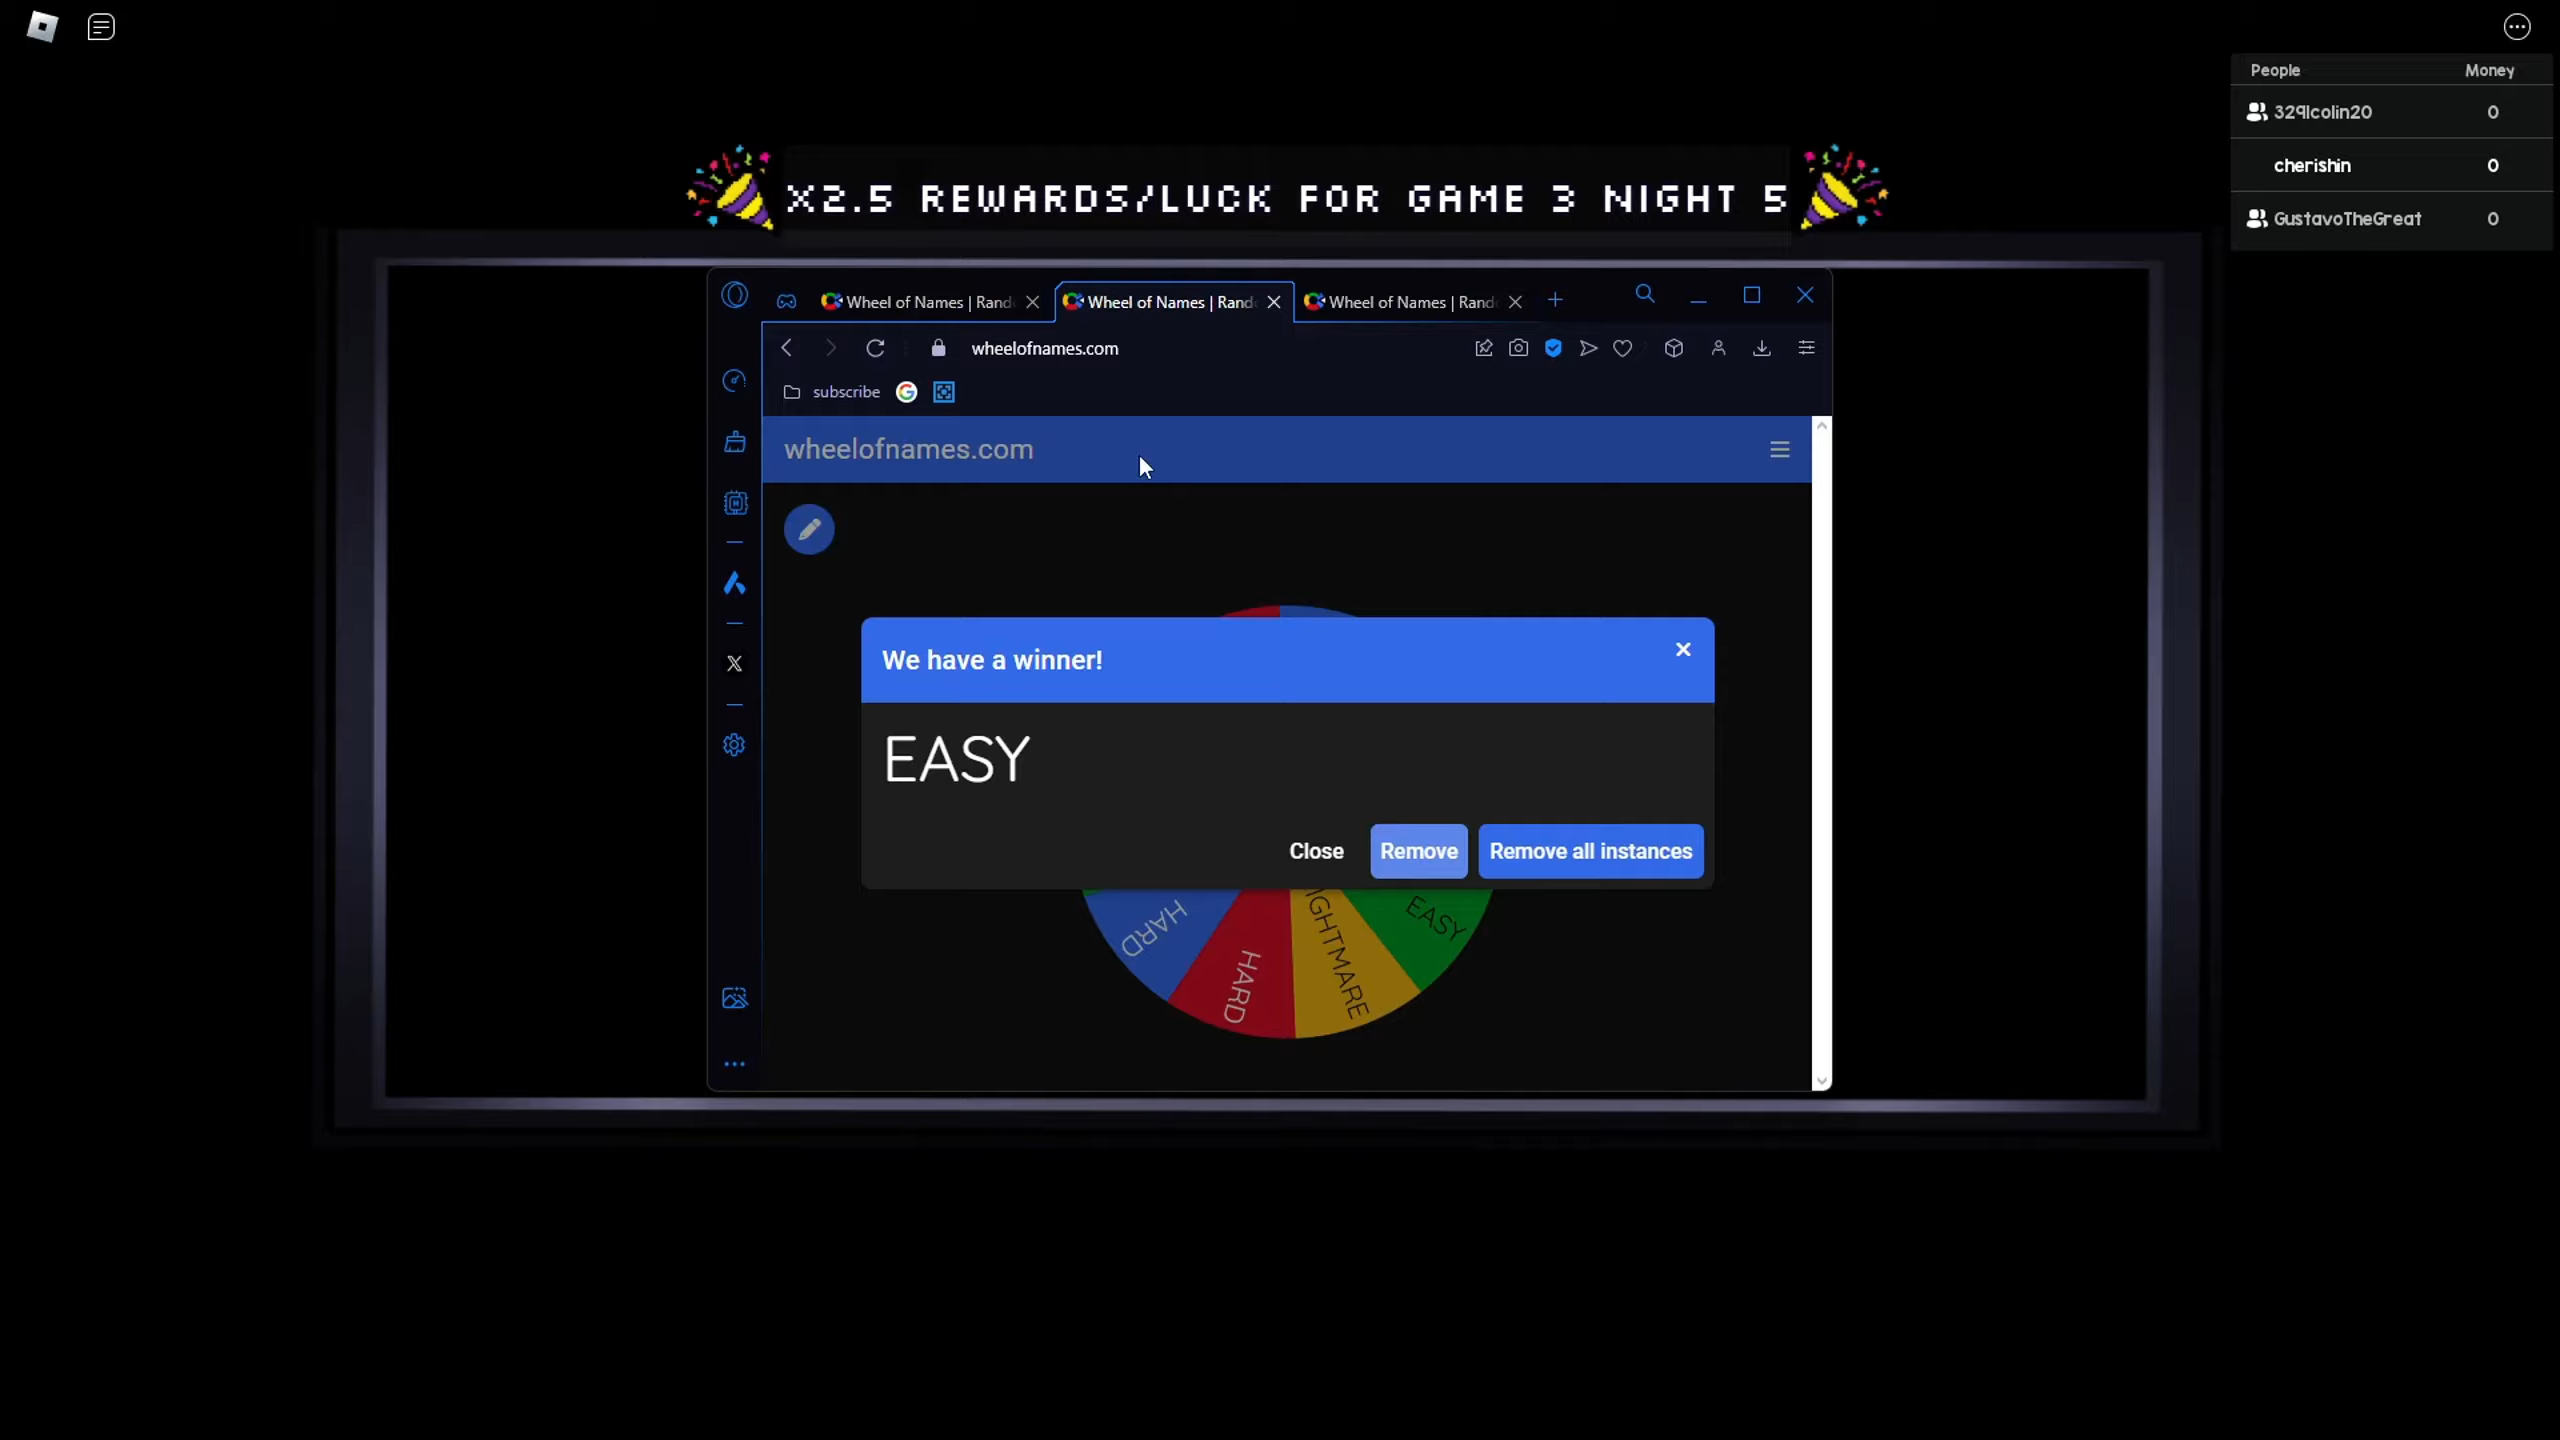 People Money
329lcolin20 0
cherishin 0
GustavoTheGreat 0
X2.5 REWARDS/LUCK FOR GAME 3 NIGHT 5
Wheel of Names | Rand
Wheel of Names | Rand
Wheel of Names | Rand
wheelofnames.com
subscribe
wheelofnames.com
We have a winner!
EASY
Close Remove Remove all instances
HARD
HARD
IGHTMARE
EASY